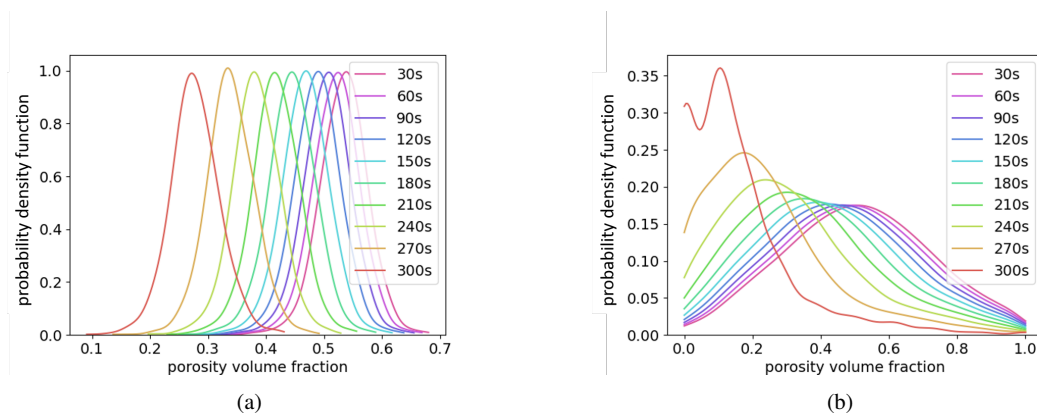 1.0
0.8
0.6
0.4
0.2
0.0
probability density function
0.1 0.2 0.3 0.4 0.5 0.6 0.7
porosity volume fraction
30s
60s
90s
120s
150s
180s
210s
240s
270s
300s
(a)
0.35
0.30
0.25
0.20
0.15
0.10
0.05
0.00
probability density function
0.0 0.2 0.4 0.6 0.8 1.0
porosity volume fraction
30s
60s
90s
120s
150s
180s
210s
240s
270s
300s
(b)